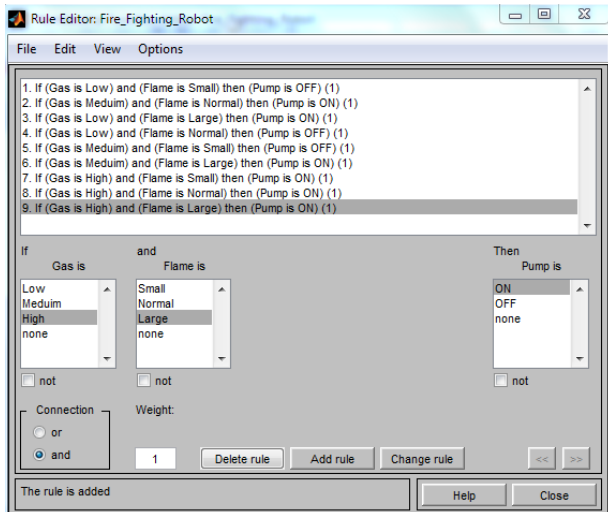 Rule Editor: Fire_Fighting_Robot
File Edit View Options
1. If (Gas is Low) and (Flame is Small) then (Pump is OFF) (1)
2. If (Gas is Meduim) and (Flame is Normal) then (Pump is ON) (1)
3. If (Gas is Low) and (Flame is Large) then (Pump is ON) (1)
4. If (Gas is Low) and (Flame is Normal) then (Pump is OFF) (1)
5. If (Gas is Meduim) and (Flame is Small) then (Pump is OFF) (1)
6. If (Gas is Meduim) and (Flame is Large) then (Pump is ON) (1)
7. If (Gas is High) and (Flame is Small) then (Pump is ON) (1)
8. If (Gas is High) and (Flame is Normal) then (Pump is ON) (1)
9. If (Gas is High) and (Flame is Large) then (Pump is ON) (1)
If and Then
Gas is Flame is Pump is
Low Small ON
Meduim Normal OFF
High Large none
none none
not not not
Connection Weight:
or
and 1 Delete rule Add rule Change rule << >>
The rule is added Help Close